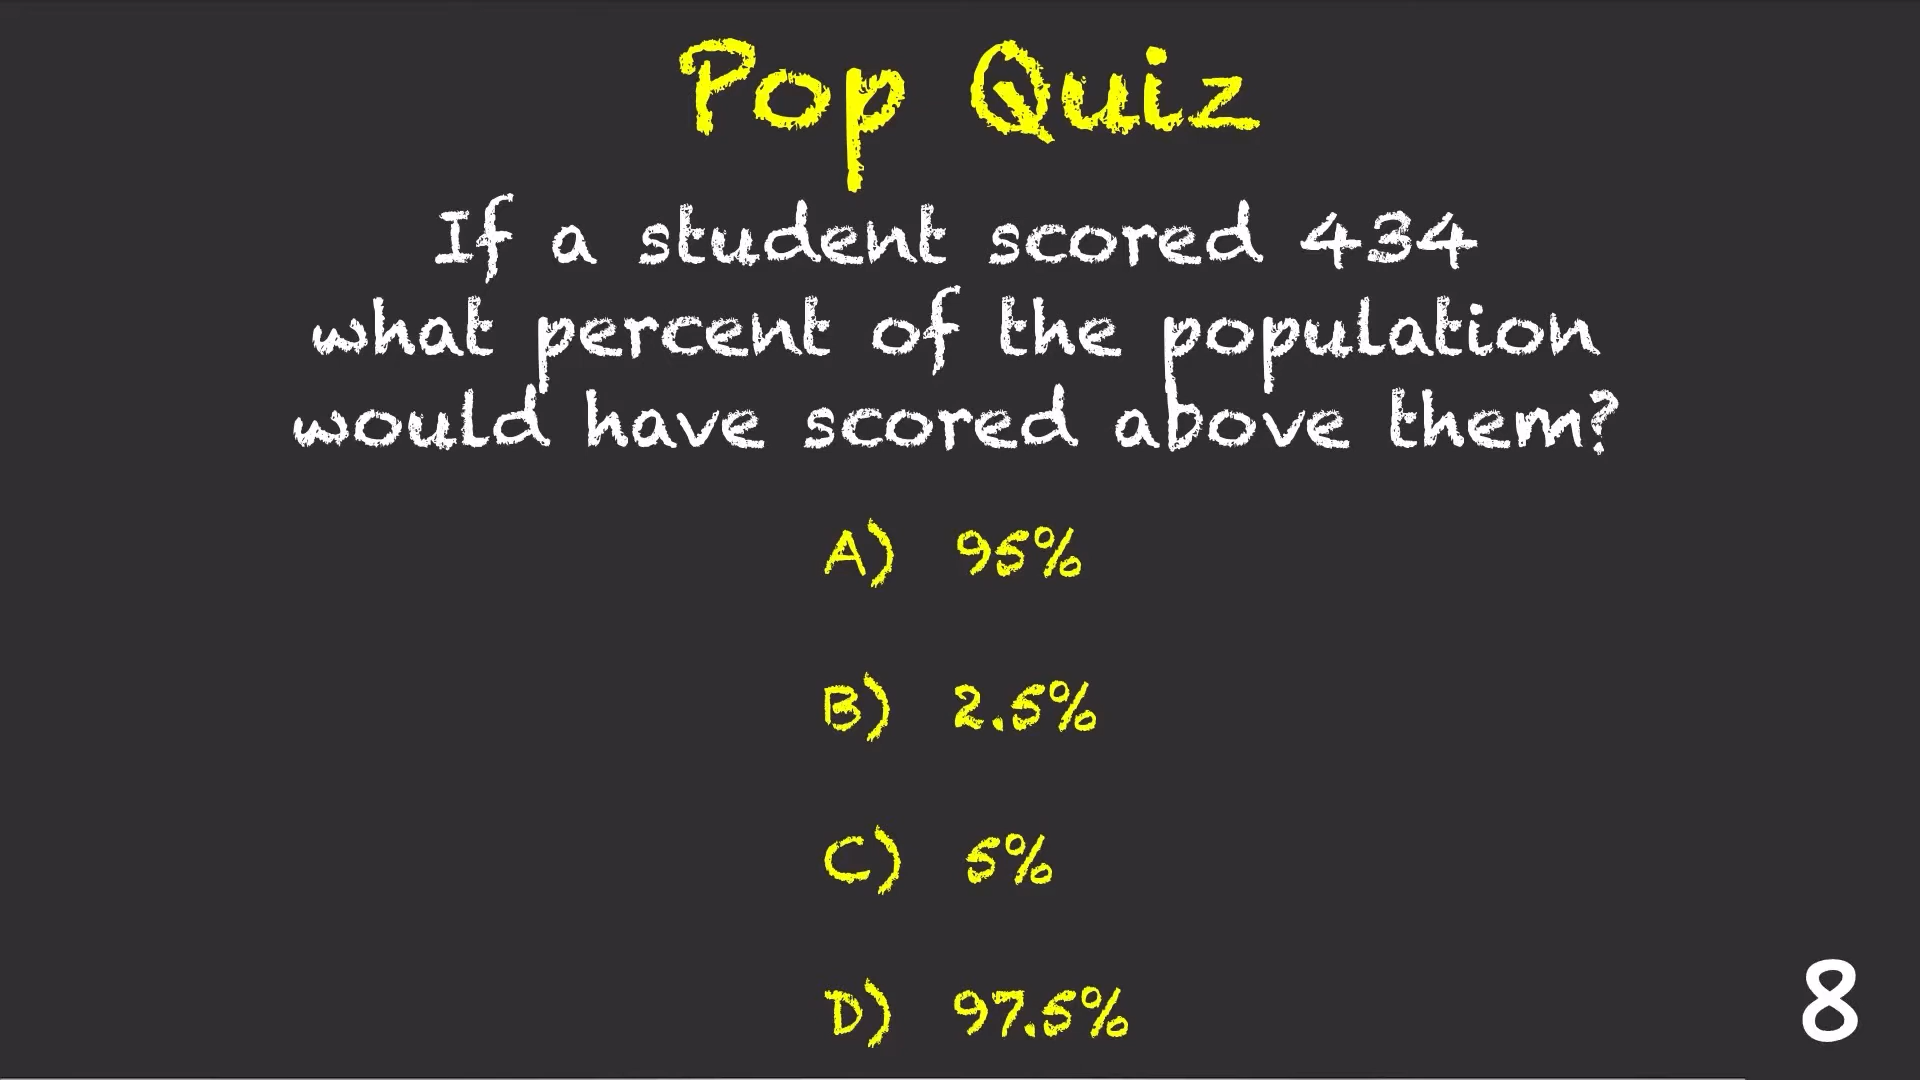 Pop Quiz
If a student scored 434
what percent of the population
would have scored above them?
A) 95%
B) 2.5%
C) 5%
D) 97.5%
8